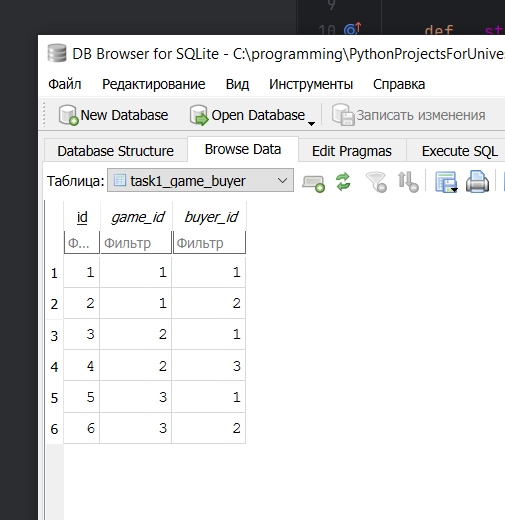 9
10 def __st
DB Browser for SQLite - C:\programming\PythonProjectsForUnive
Файл Редактирование Вид Инструменты Справка
New Database Open Database Записать изменения
Database Structure Browse Data Edit Pragmas Execute SQL
Таблица: task1_game_buyer
id game_id buyer_id
Ф... Фильтр Фильтр
1 1 1 1
2 2 1 2
3 3 2 1
4 4 2 3
5 5 3 1
6 6 3 2